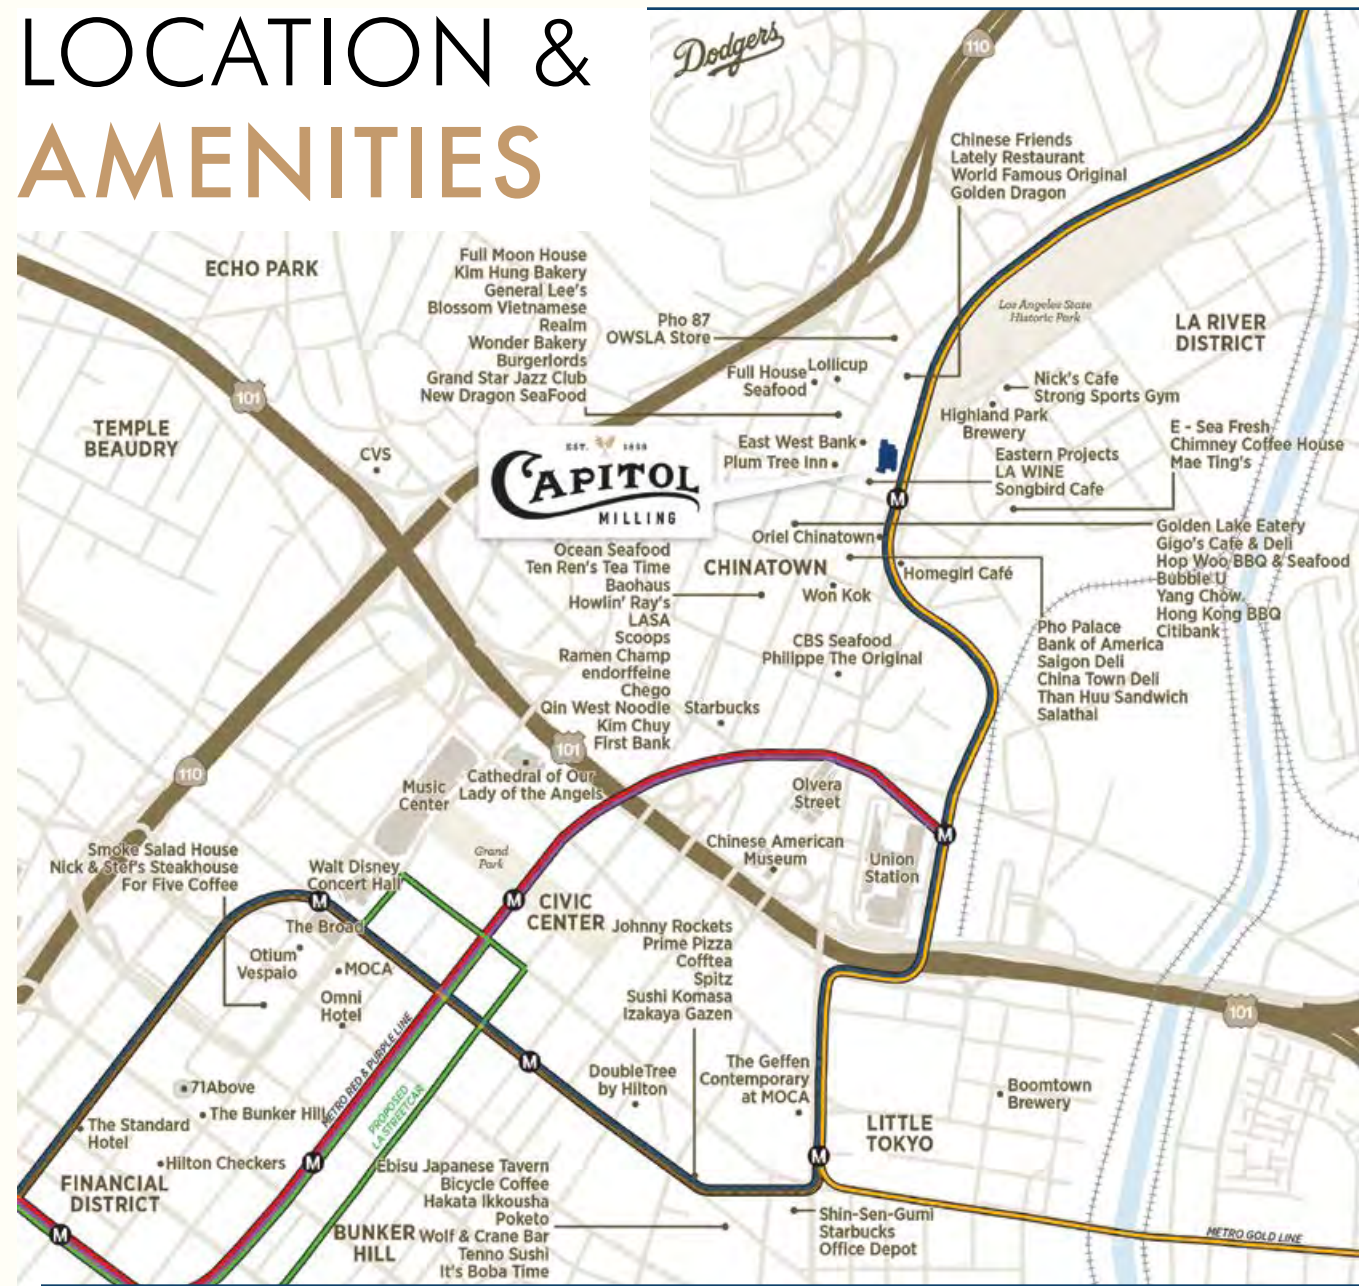 LOCATION &
AMENITIES
Dodgers
110
Chinese Friends
Lately Restaurant
World Famous Original
Golden Dragon
ECHO PARK
Full Moon House
Kim Hung Bakery
General Lee's
Blossom Vietnamese
Realm
Wonder Bakery
Burgerlords
Grand Star Jazz Club
New Dragon SeaFood
Pho 87
OWSLA Store
Los Angeles State
Historic Park
LA RIVER
DISTRICT
Full House
Seafood
Lollicup
Nick's Cafe
Strong Sports Gym
101
Highland Park
Brewery
TEMPLE
BEAUDRY
CVS
EST. 1858
CAPITOL
MILLING
East West Bank
Plum Tree Inn
E - Sea Fresh
Chimney Coffee House
Mae Ting's
Eastern Projects
LA WINE
Songbird Café
M
Oriel Chinatown
Golden Lake Eatery
Gigo's Cafe & Deli
Hop Woo BBQ & Seafood
Bubble U
Yang Chow
Hong Kong BBQ
Citibank
Ocean Seafood
Ten Ren's Tea Time
Baohaus
Howlin' Ray's
LASA
Scoops
Ramen Champ
endorffeine
Chego
Qin West Noodle
Kim Chuy
First Bank
CHINATOWN
Homegirl Café
Won Kok
CBS Seafood
Philippe The Original
Pho Palace
Bank of America
Saigon Deli
China Town Deli
Than Huu Sandwich
Salathai
Starbucks
101
110
Music
Center
Cathedral of Our
Lady of the Angels
Olvera
Street
M
Chinese American
Museum
Union
Station
Grand
Park
Smoke Salad House
Nick & Stef's Steakhouse
For Five Coffee
Walt Disney
Concert Hall
M
M
CIVIC
CENTER
The Broad
Otium
Vespaio
MOCA
Omni
Hotel
Johnny Rockets
Prime Pizza
Cofftea
Spitz
Sushi Komasa
Izakaya Gazen
101
METRO RED & PURPLE LINE
PROPOSED
LA STREETCAR
M
DoubleTree
by Hilton
The Geffen
Contemporary
at MOCA
Boomtown
Brewery
71Above
The Bunker Hill
The Standard
Hotel
Hilton Checkers
M
LITTLE
TOKYO
M
FINANCIAL
DISTRICT
M
BUNKER
HILL
Ebisu Japanese Tavern
Bicycle Coffee
Hakata Ikkousha
Poketo
Wolf & Crane Bar
Tenno Sushi
It's Boba Time
Shin-Sen-Gumi
Starbucks
Office Depot
METRO GOLD LINE